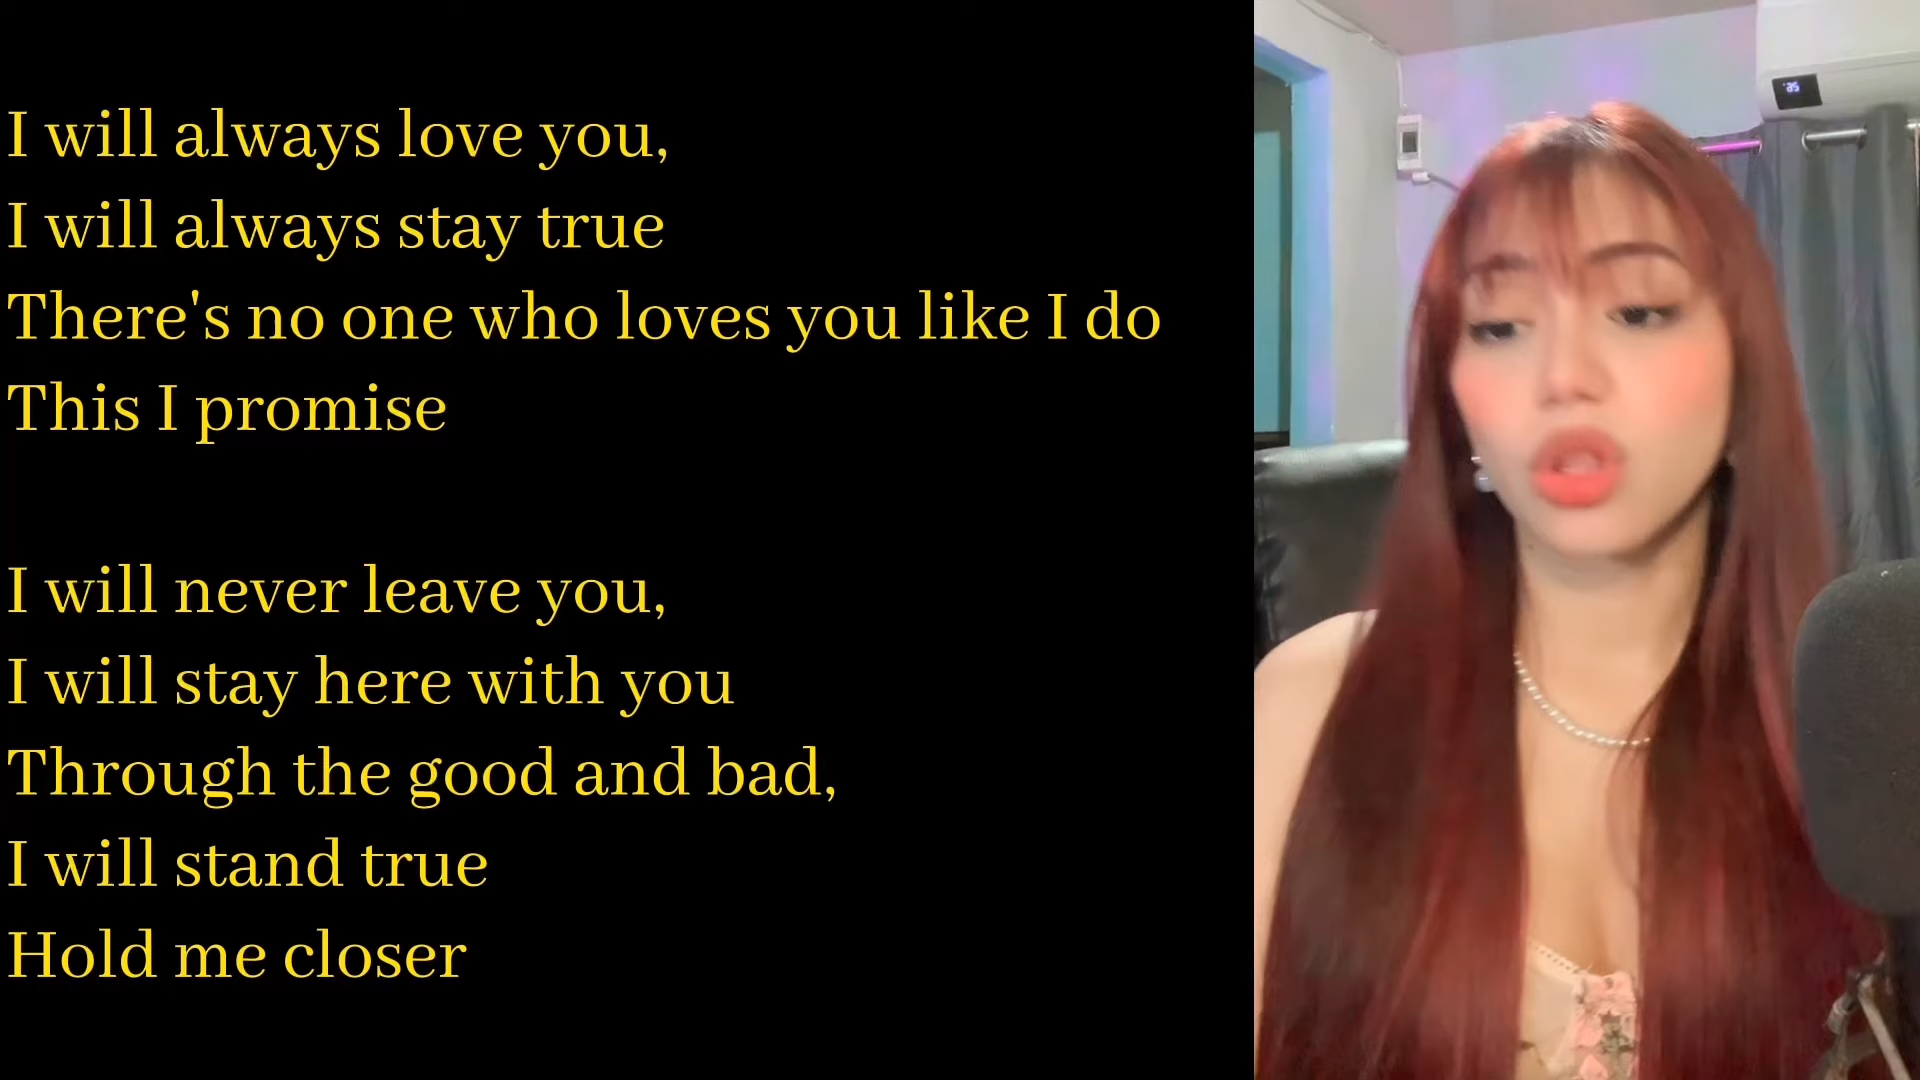 I will always love you,
I will always stay true
There's no one who loves you like I do
This I promise
I will never leave you,
I will stay here with you
Through the good and bad,
I will stand true
Hold me closer